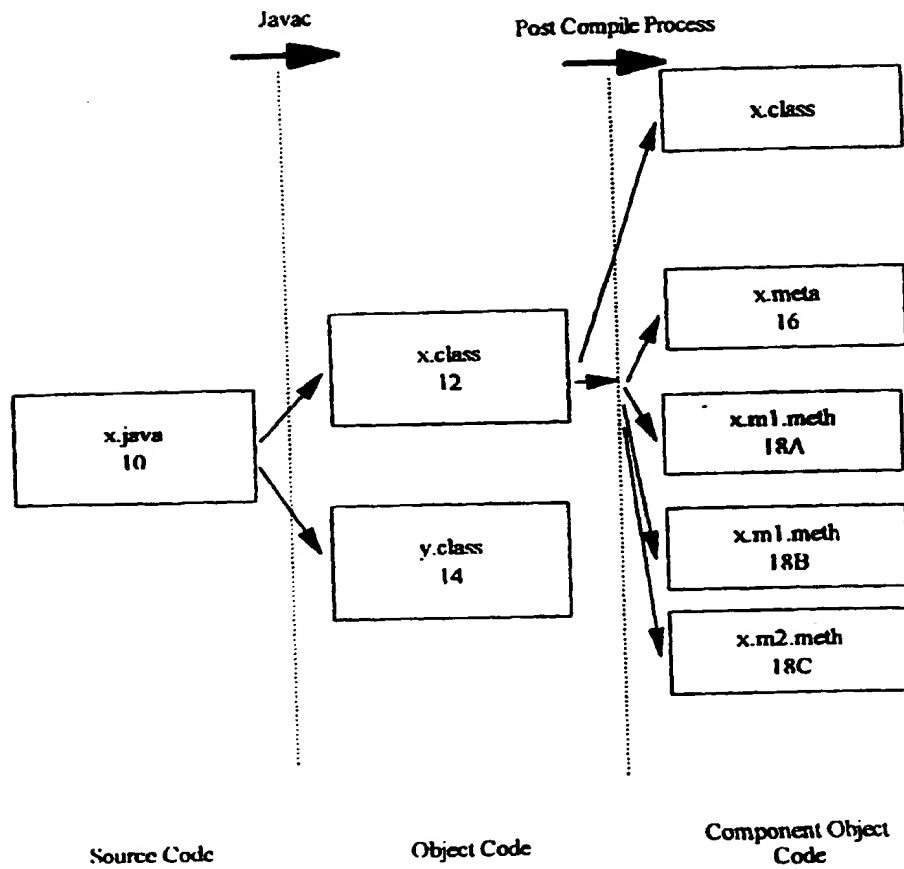 Javac
Post Compile Process
x.class
x.meta
16
x.class
12
x.java
10
x.m1.meth
18A
y.class
14
x.m1.meth
18B
x.m2.meth
18C
Source Code
Object Code
Component Object
Code